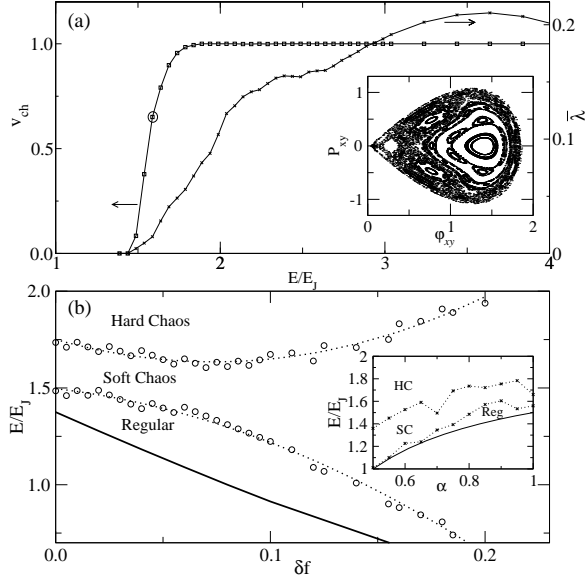 (a)
1.0
0.5
0.0
v_ch
1
2
3
4
E/E_J
0.2
0.1
0
λ̄
1
0
-1
P_xy
0
1
2
φ_xy
(b)
2.0
1.5
1.0
E/E_J
Hard Chaos
Soft Chaos
Regular
0.0
0.1
0.2
δf
1.8
1.6
1.4
1.2
1
E/E_J
HC
SC
Reg
0.6
0.8
1
α